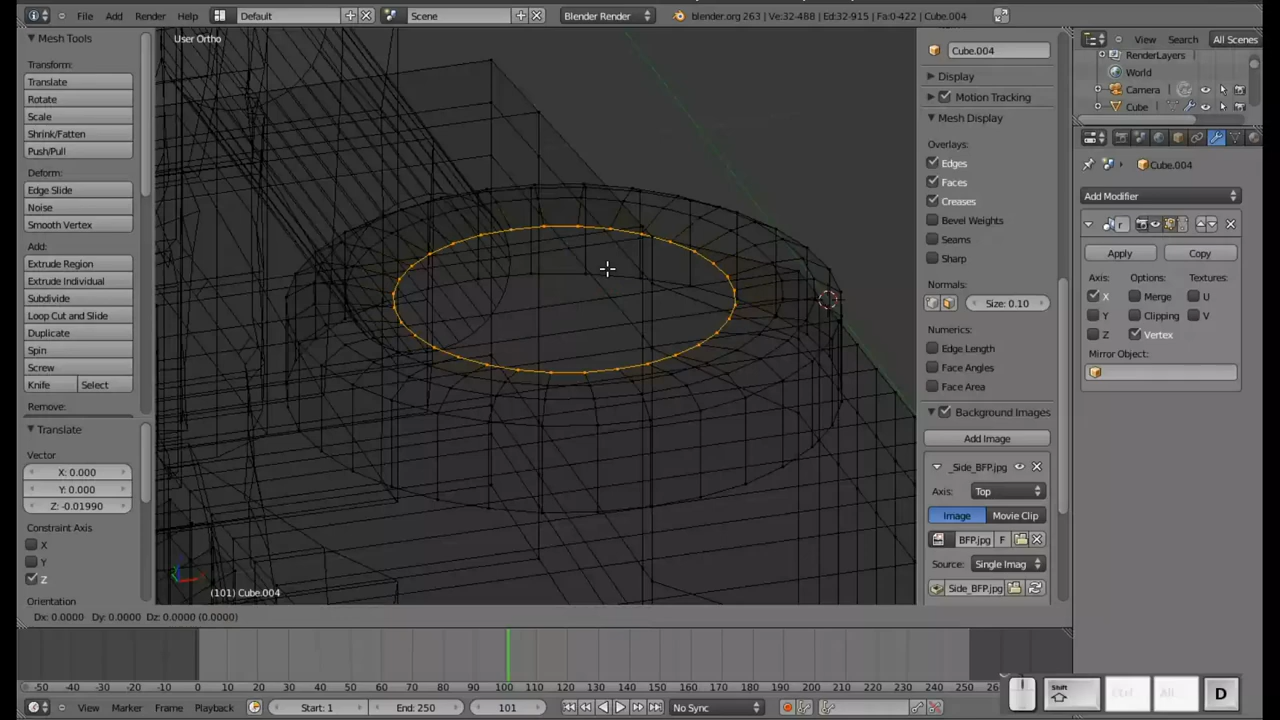 File Add Render Help Default Scene Blender Render blender.org 263 | Ve:32-488 | Ed:32-915 | Fa:0-422 | Cube.004
Mesh Tools
Transform:
Translate
Rotate
Scale
Shrink/Fatten
Push/Pull
Deform:
Edge Slide
Noise
Smooth Vertex
Add:
Extrude Region
Extrude Individual
Subdivide
Loop Cut and Slide
Duplicate
Spin
Screw
Knife Select
Remove:
Translate
Vector
X: 0.000
Y: 0.000
Z: -0.01990
Constraint Axis
X
Y
Z
Orientation
User Ortho
(101) Cube.004
Dx: 0.0000 Dy: 0.0000 Dz: 0.0000 (0.0000)
Cube.004
Display
Motion Tracking
Mesh Display
Overlays:
Edges
Faces
Creases
Bevel Weights
Seams
Sharp
Normals:
Size: 0.10
Numerics:
Edge Length
Face Angles
Face Area
Background Images
Add Image
_Side_BFP.jpg
Axis: Top
Image Movie Clip
BFP.jpg F
Source: Single Imag
Side_BFP.jpg
View Search All Scenes
RenderLayers
World
Camera
Cube
Cube.004
Add Modifier
r
Apply Copy
Axis: Options: Textures:
X Merge U
Y Clipping V
Z Vertex
Mirror Object:
-50 -40 -30 -20 -10 0 10 20 30 40 50 60 70 80 90 100 110 120 130 140 150 160 170 180 190 200 210 220 230 240 250 26
View Marker Frame Playback Start: 1 End: 250 101 No Sync
Shift Ctrl Alt D